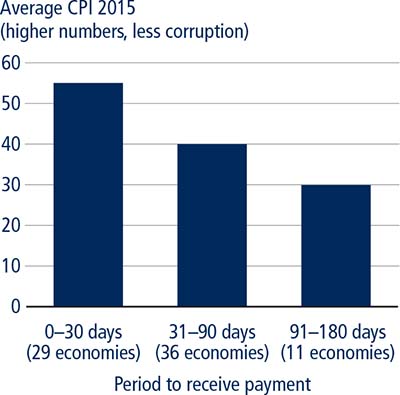 Average CPI 2015
(higher numbers, less corruption)
60
50
40
30
20
10
0
0–30 days 31–90 days 91–180 days
(29 economies) (36 economies) (11 economies)
Period to receive payment